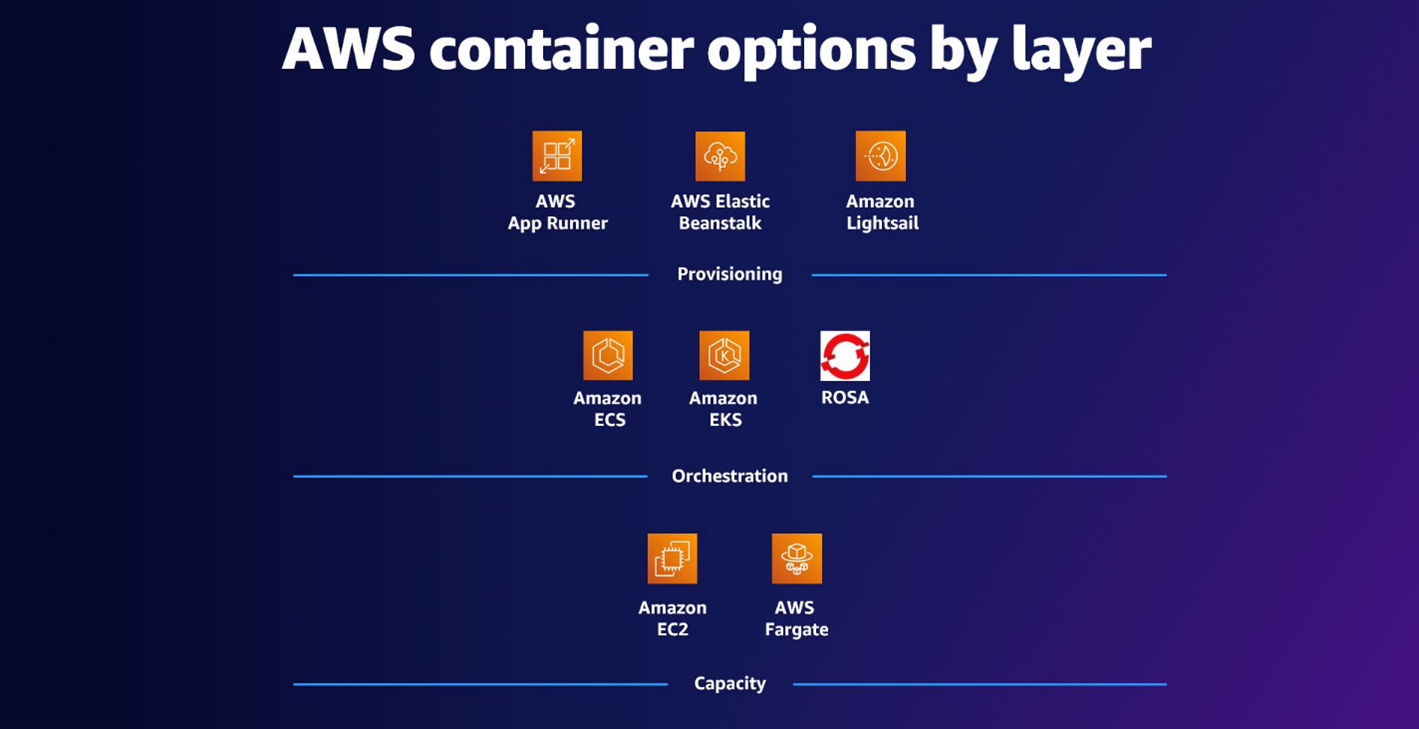 AWS container options by layer
AWS
App Runner
AWS Elastic
Beanstalk
Amazon
Lightsail
Provisioning
Amazon
ECS
Amazon
EKS
ROSA
Orchestration
Amazon
EC2
AWS
Fargate
Capacity